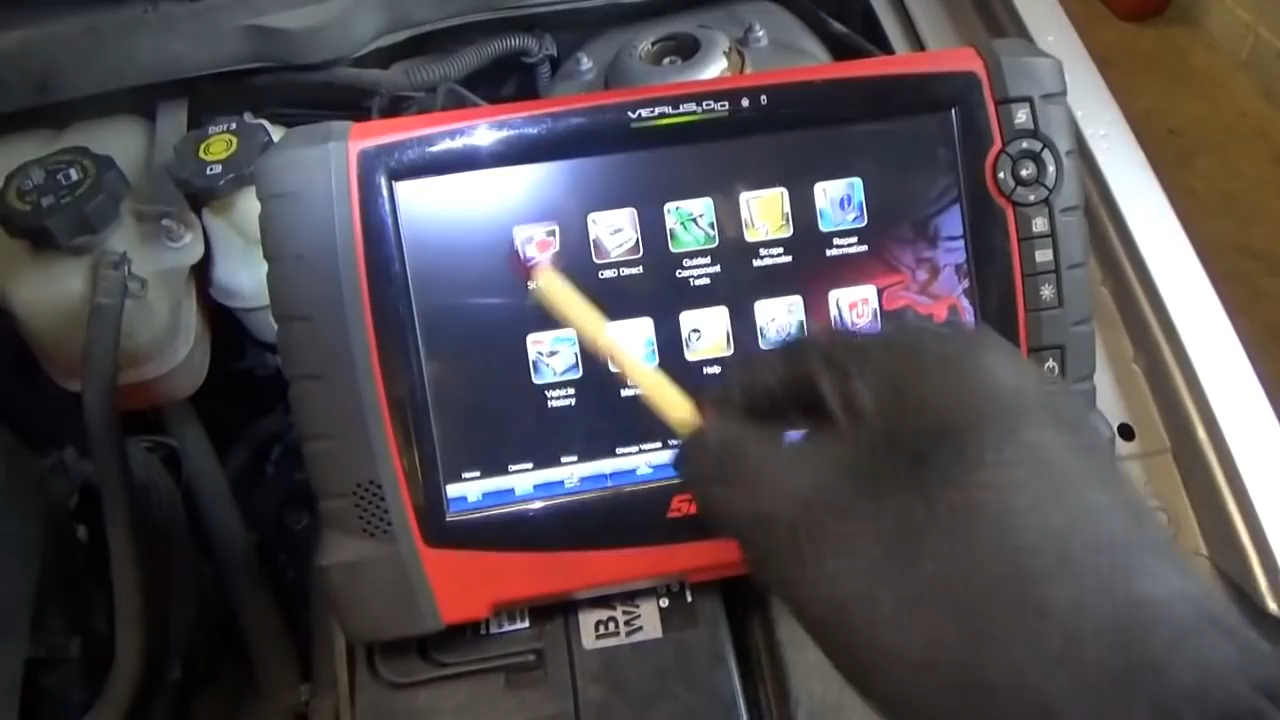 DOT 3
VERUS PRO
S
OBD Direct
Guided
Component
Tests
Scope
Multimeter
Repair
Information
Vehicle
History
Help
Home
Desktop
Menu
Change Vehicle